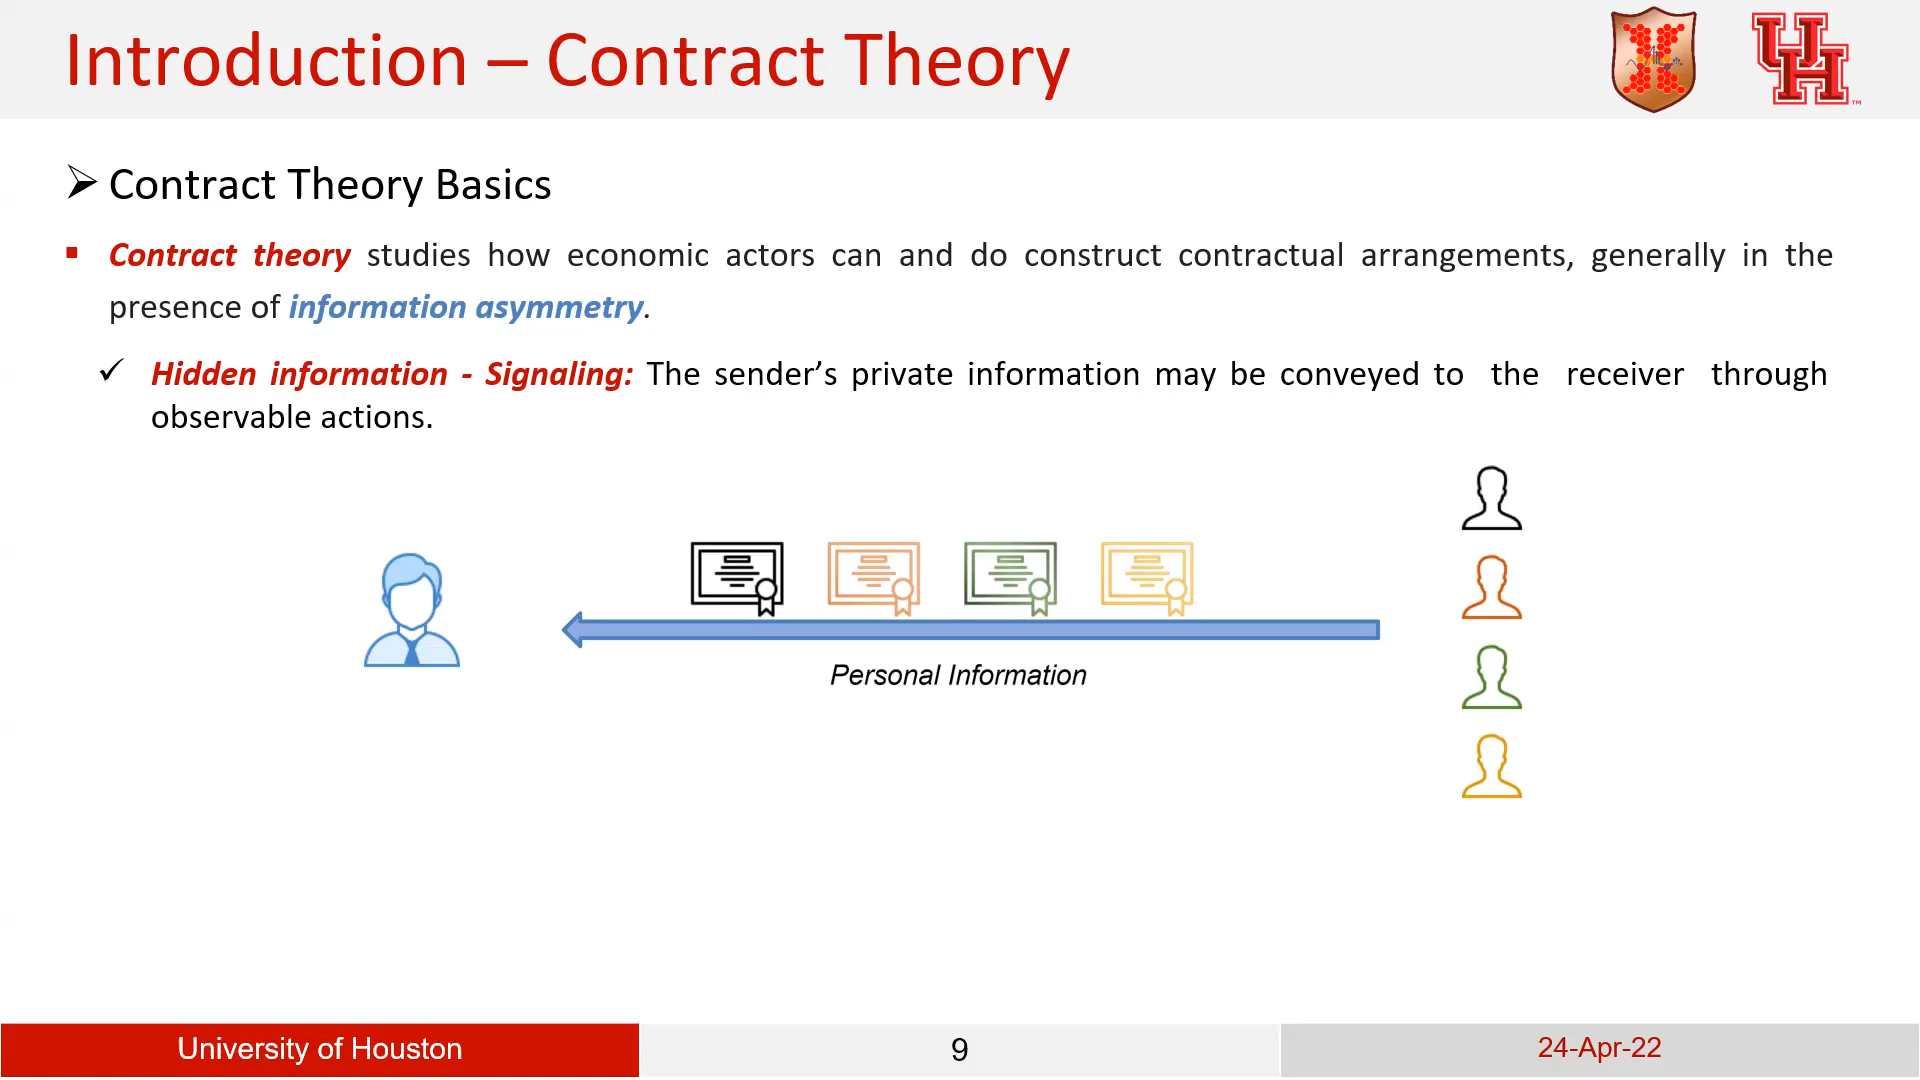 Introduction – Contract Theory
UH
™
➢ Contract Theory Basics
▪ Contract theory studies how economic actors can and do construct contractual arrangements, generally in the
presence of information asymmetry.
✓ Hidden information - Signaling: The sender’s private information may be conveyed to the receiver through
observable actions.
Personal Information
University of Houston
9
24-Apr-22